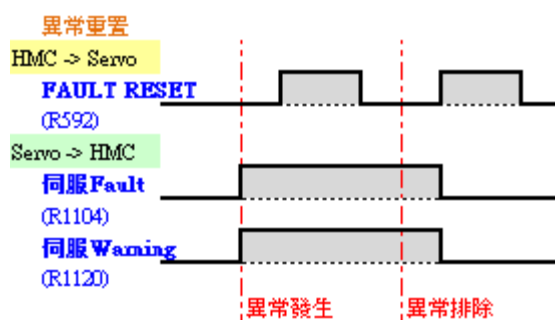 異常重置
HMC -> Servo
FAULT RESET
(R592)
Servo -> HMC
伺服Fault
(R1104)
伺服Warning
(R1120)
異常發生
異常排除